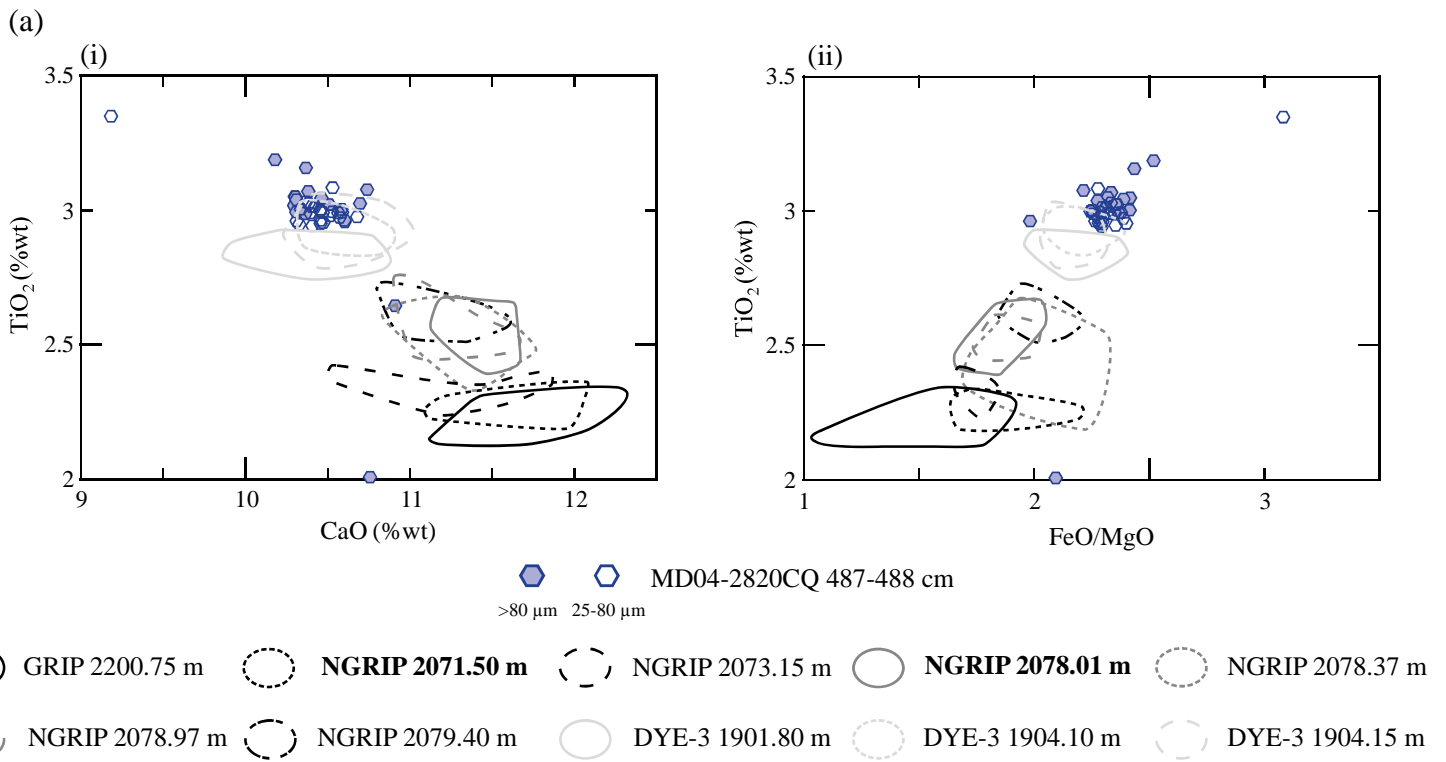 (a)
(i)
3.5
3
2.5
2
TiO2 (%wt)
9 10 11 12
CaO (%wt)
(ii)
3.5
3
2.5
2
TiO2 (%wt)
1 2 3
FeO/MgO
MD04-2820CQ 487-488 cm
>80 µm 25-80 µm
GRIP 2200.75 m NGRIP 2071.50 m NGRIP 2073.15 m NGRIP 2078.01 m NGRIP 2078.37 m
NGRIP 2078.97 m NGRIP 2079.40 m DYE-3 1901.80 m DYE-3 1904.10 m DYE-3 1904.15 m